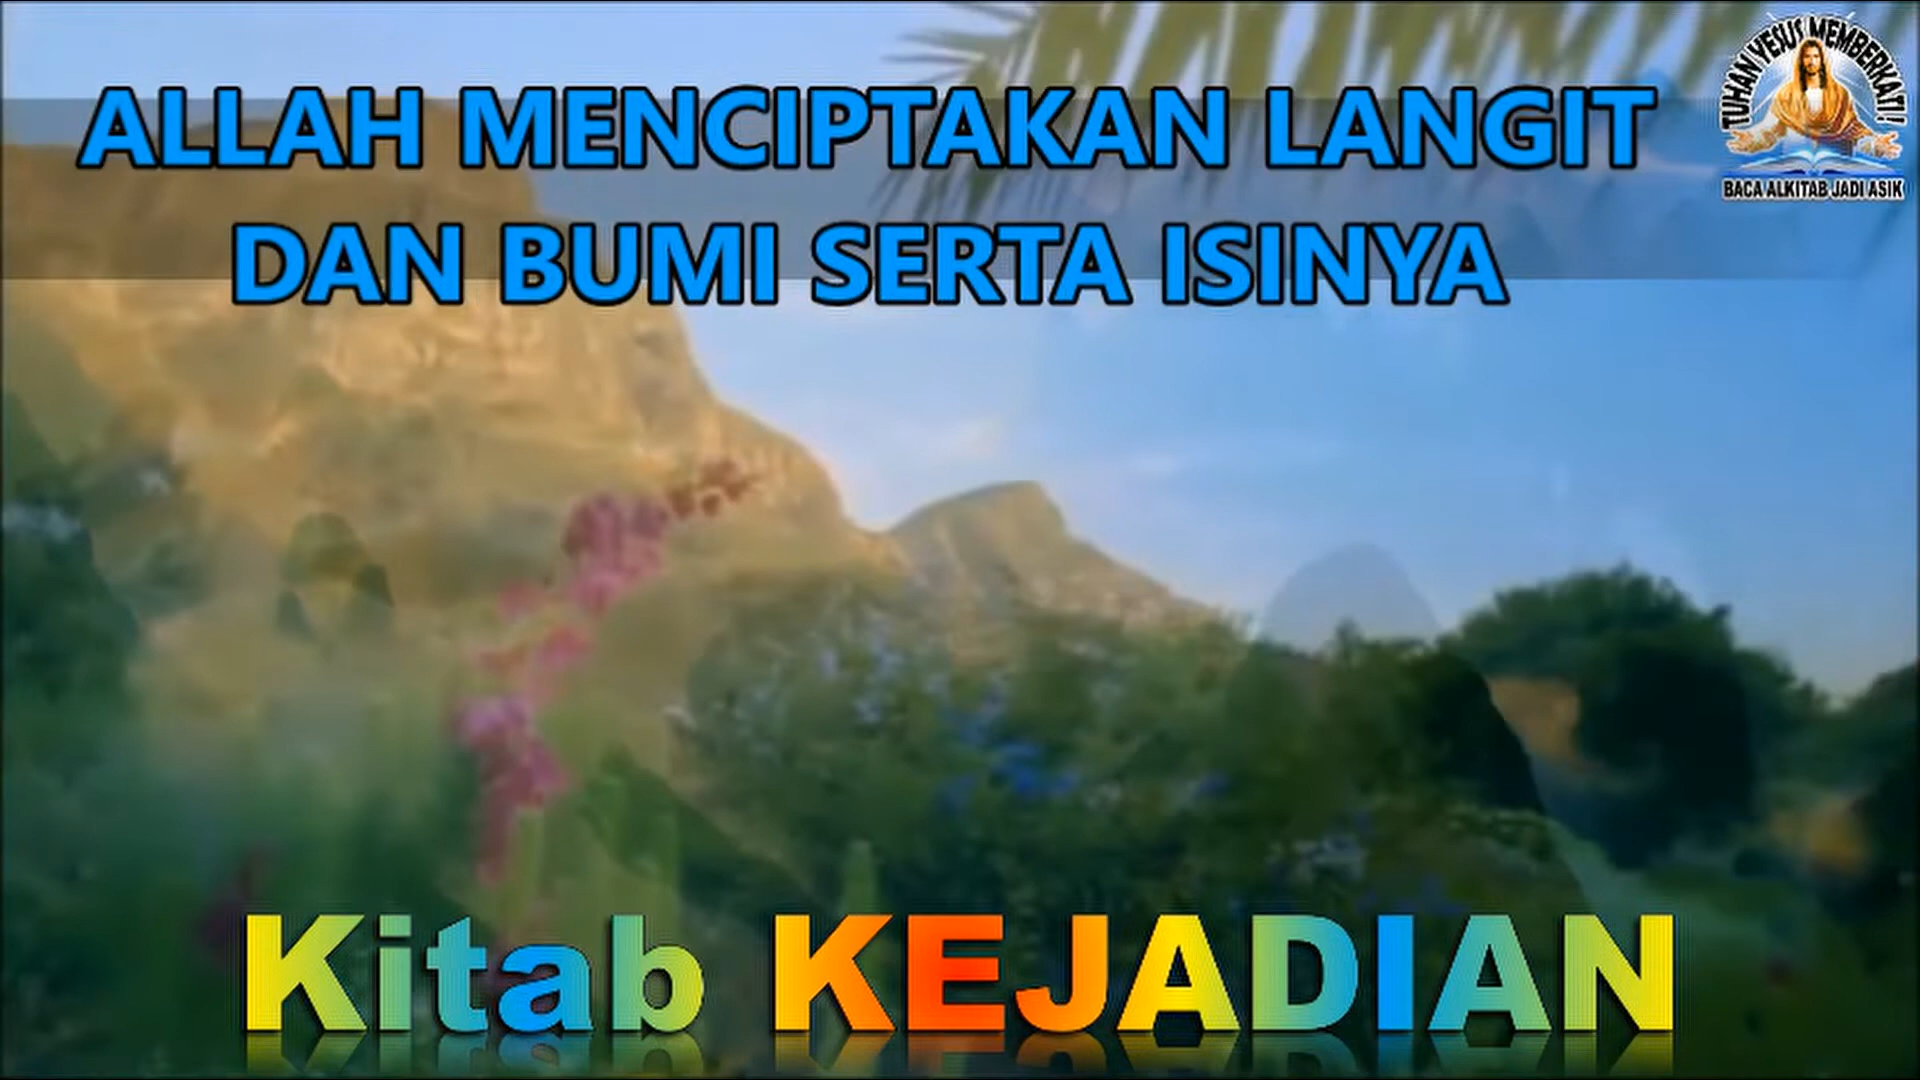 ALLAH MENCIPTAKAN LANGIT
DAN BUMI SERTA ISINYA
TUHAN YESUS MEMBERKATI!
BACA ALKITAB JADI ASIK
Kitab KEJADIAN